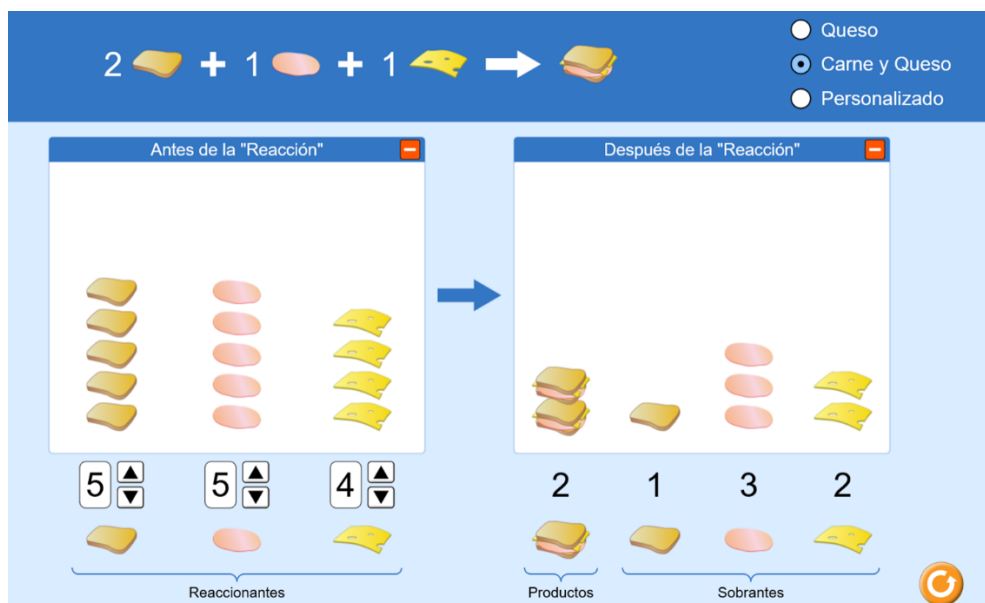 2 + 1 + 1
Queso
Carne y Queso
Personalizado
Antes de la "Reacción"
Después de la "Reacción"
5 5 4
2 1 3 2
Reaccionantes
Productos
Sobrantes